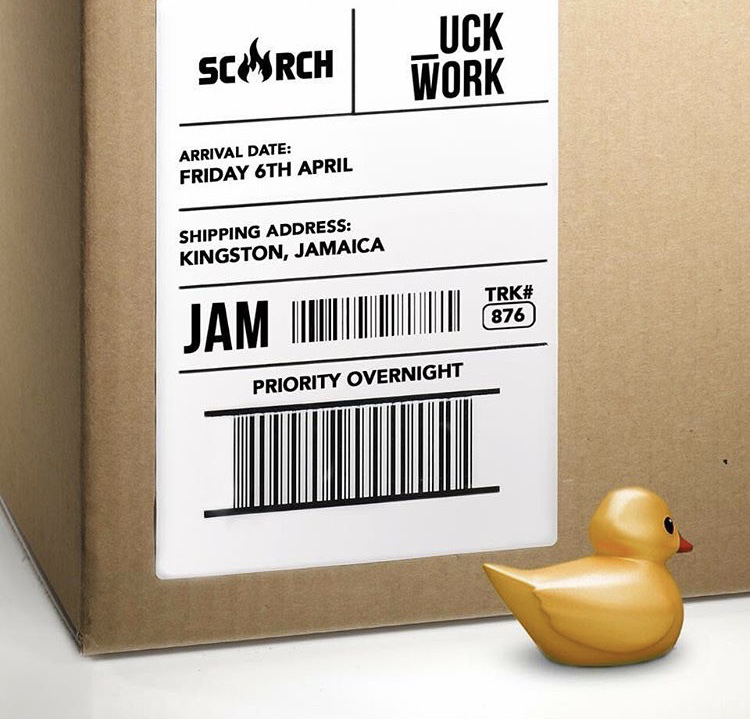 SCORCH
_UCK
WORK
ARRIVAL DATE:
FRIDAY 6TH APRIL
SHIPPING ADDRESS:
KINGSTON, JAMAICA
JAM
TRK#
876
PRIORITY OVERNIGHT